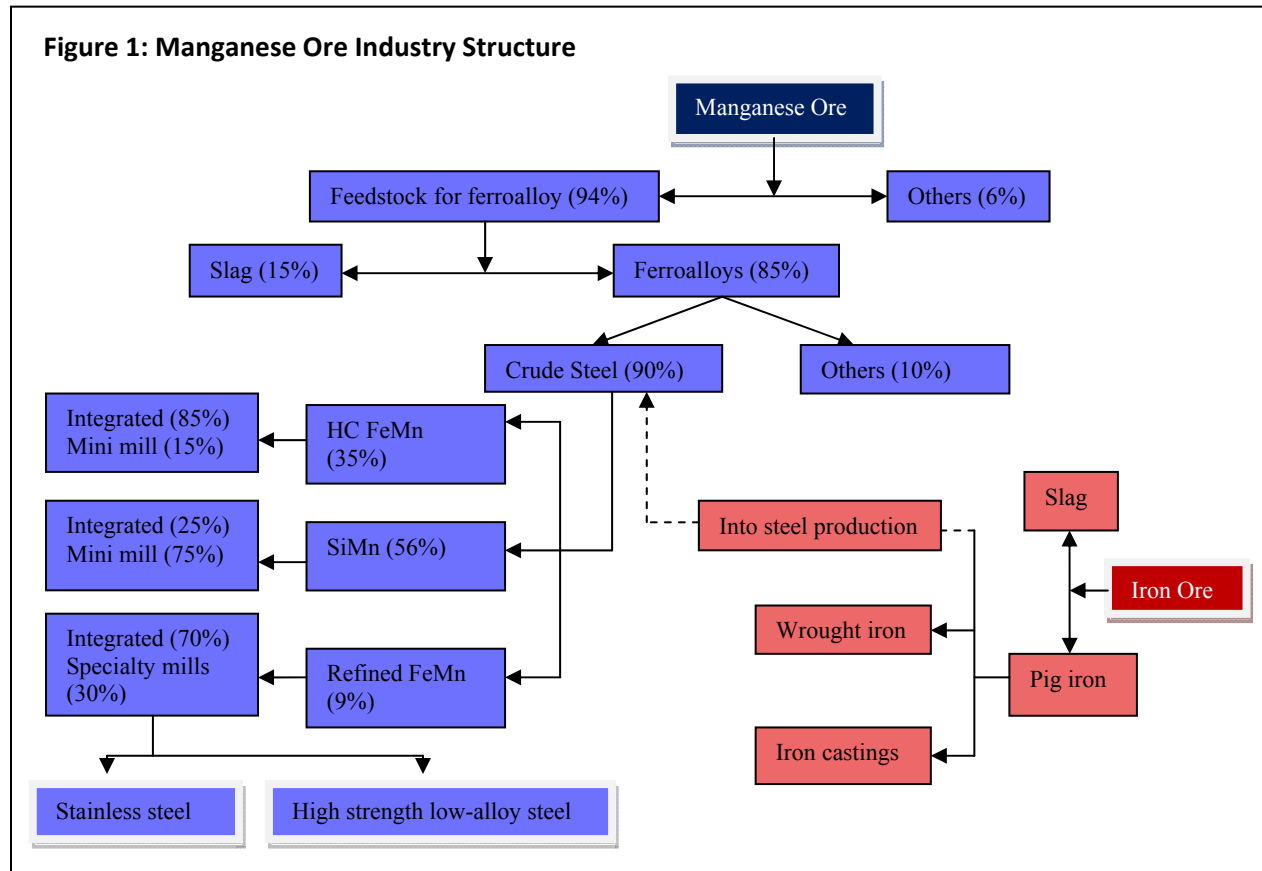 Figure 1: Manganese Ore Industry Structure
Manganese Ore
Feedstock for ferroalloy (94%)
Others (6%)
Slag (15%)
Ferroalloys (85%)
Crude Steel (90%)
Others (10%)
Integrated (85%)
Mini mill (15%)
HC FeMn
(35%)
Integrated (25%)
Mini mill (75%)
SiMn (56%)
Into steel production
Slag
Iron Ore
Wrought iron
Integrated (70%)
Specialty mills
(30%)
Refined FeMn
(9%)
Pig iron
Iron castings
Stainless steel
High strength low-alloy steel